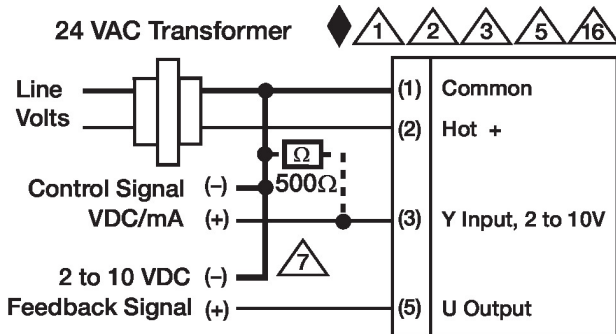 24 VAC Transformer
1 2 3 5 16
Line
Volts
(1) Common
(2) Hot +
Ω
500Ω
Control Signal (–)
VDC/mA (+)
(3) Y Input, 2 to 10V
7
2 to 10 VDC (–)
Feedback Signal (+)
(5) U Output